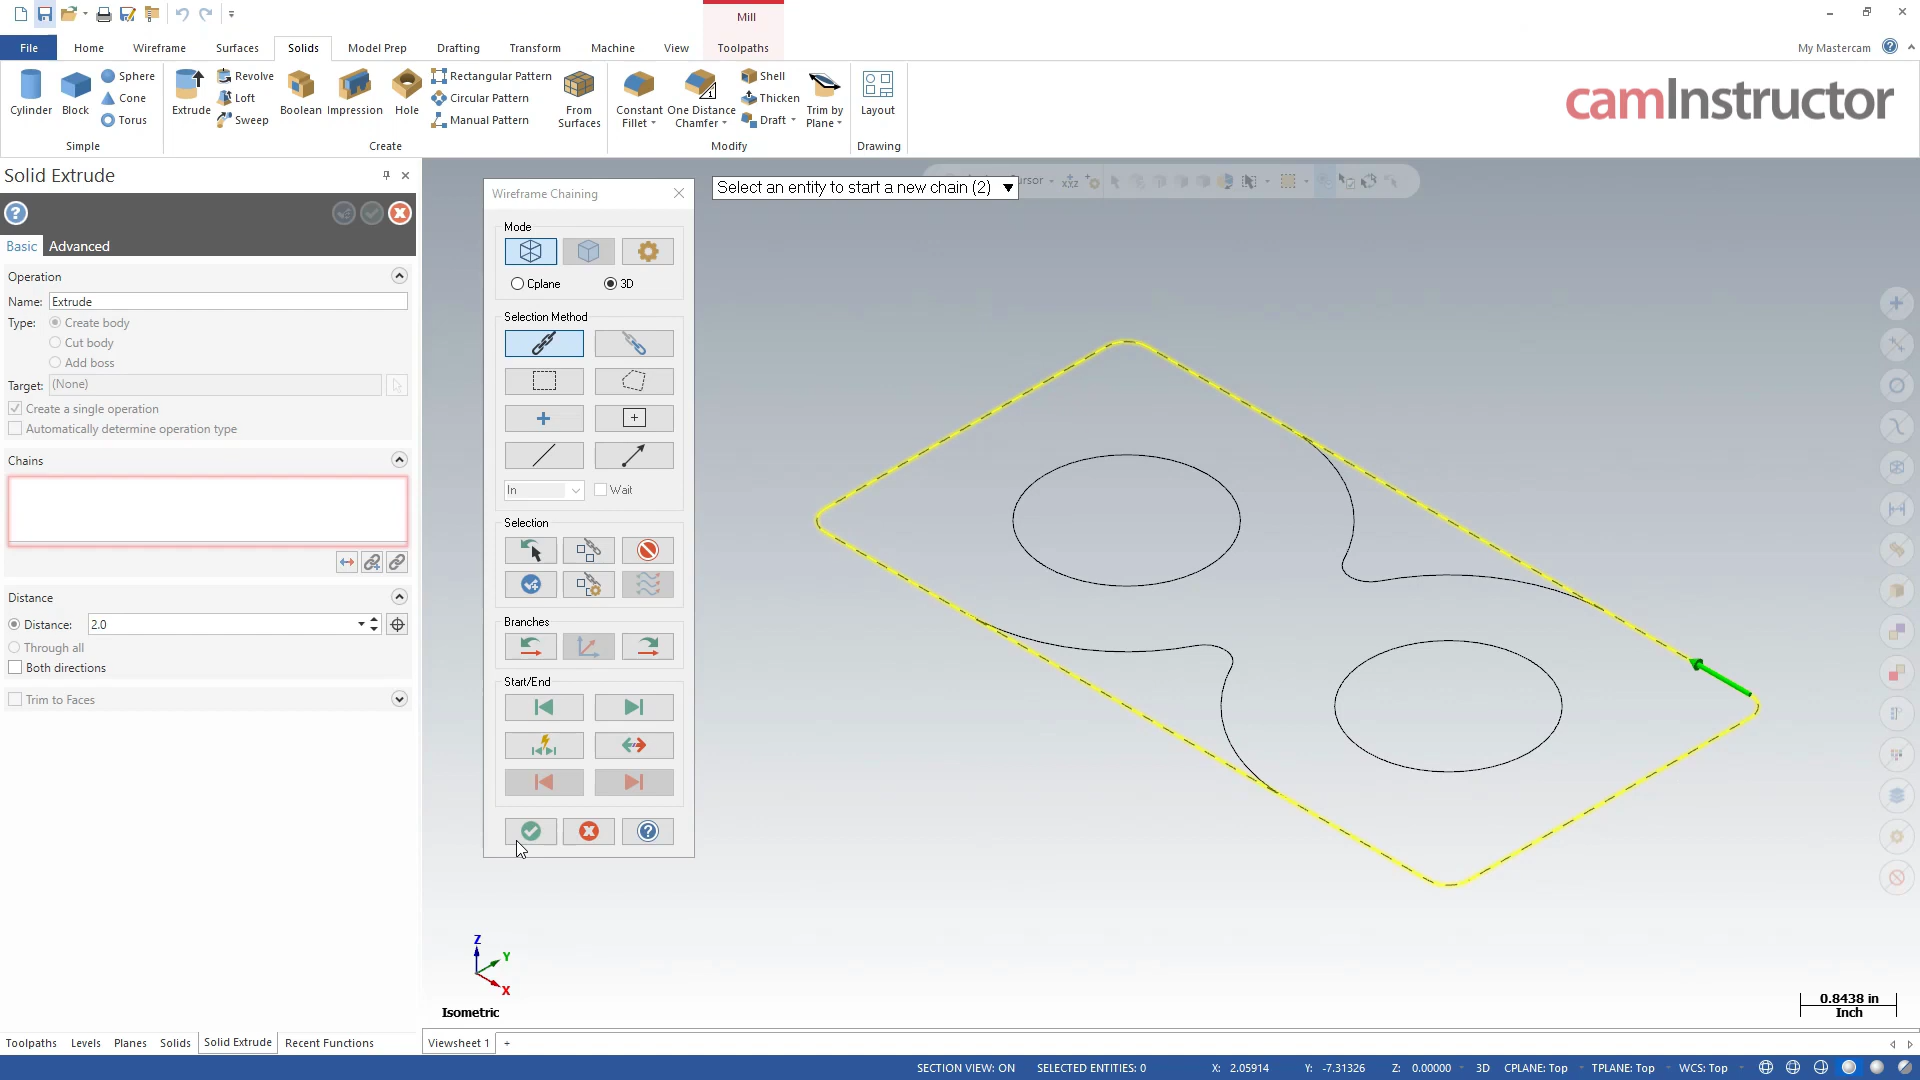 Mill
File Home Wireframe Surfaces Solids Model Prep Drafting Transform Machine View Toolpaths My Mastercam
Cylinder Block Sphere Cone Torus
Simple
Extrude Revolve Loft Sweep Boolean Impression Hole Rectangular Pattern Circular Pattern Manual Pattern From Surfaces
Create
Constant Fillet One Distance Chamfer Shell Thicken Draft Trim by Plane
Modify
Layout
Drawing
camInstructor
Solid Extrude
Basic Advanced
Operation
Name: Extrude
Type: Create body
Cut body
Add boss
Target: (None)
Create a single operation
Automatically determine operation type
Chains
Distance
Distance: 2.0
Through all
Both directions
Trim to Faces
Wireframe Chaining
Mode
Cplane 3D
Selection Method
In Wait
Selection
Branches
Start/End
Select an entity to start a new chain (2)
Z
Y
X
Isometric
0.8438 in
Inch
Toolpaths Levels Planes Solids Solid Extrude Recent Functions
Viewsheet 1 +
SECTION VIEW: ON SELECTED ENTITIES: 0 X: 2.05914 Y: -7.31326 Z: 0.00000 3D CPLANE: Top TPLANE: Top WCS: Top